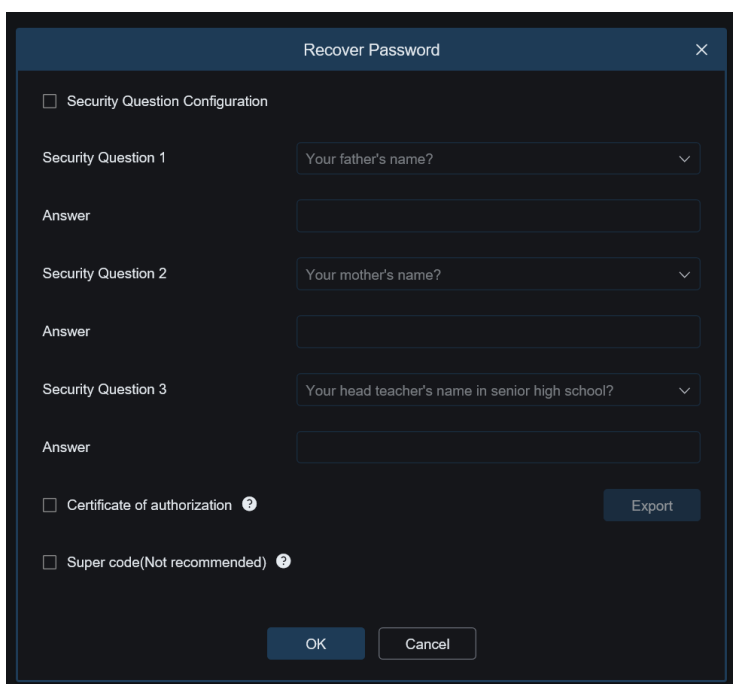 Recover Password
Security Question Configuration
Security Question 1 Your father's name?
Answer
Security Question 2 Your mother's name?
Answer
Security Question 3 Your head teacher's name in senior high school?
Answer
Certificate of authorization ? Export
Super code(Not recommended) ?
OK Cancel